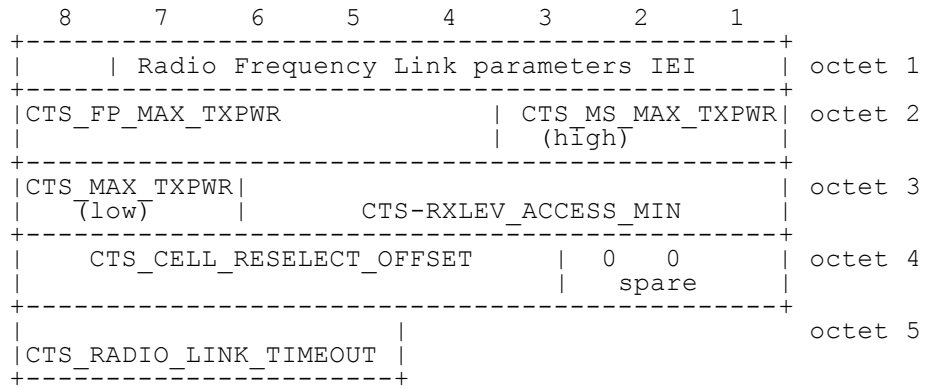 8 7 6 5 4 3 2 1
+-----------------------------------------------+
| | Radio Frequency Link parameters IEI | octet 1
+-----------------------------------------------+
|CTS_FP_MAX_TXPWR | CTS_MS_MAX_TXPWR| octet 2
| | (high) |
+-----------------------------------------------+
|CTS_MAX_TXPWR| | octet 3
| (low) | CTS-RXLEV_ACCESS_MIN |
+-----------------------------------------------+
| CTS_CELL_RESELECT_OFFSET | 0 0 | octet 4
| | spare |
+-----------------------------------------------+
| | octet 5
|CTS_RADIO_LINK_TIMEOUT |
+-----------------------+